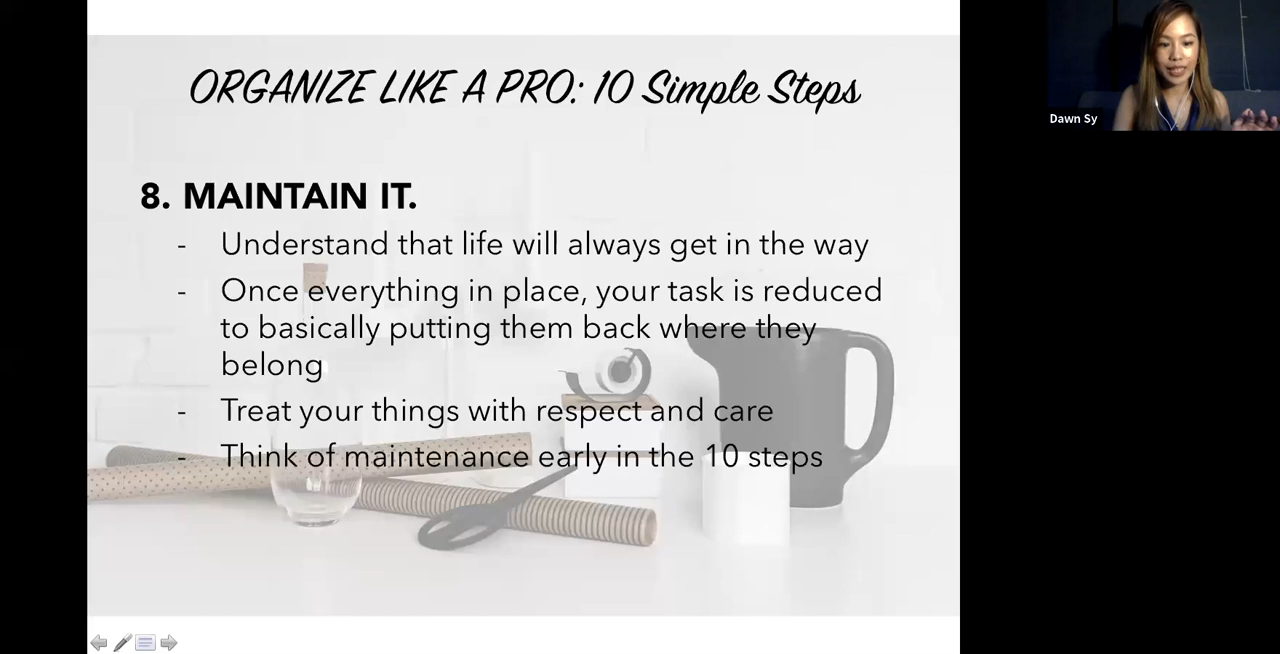 ORGANIZE LIKE A PRO: 10 Simple Steps
8. MAINTAIN IT.
- Understand that life will always get in the way
- Once everything in place, your task is reduced
to basically putting them back where they
belong
- Treat your things with respect and care
- Think of maintenance early in the 10 steps
Dawn Sy